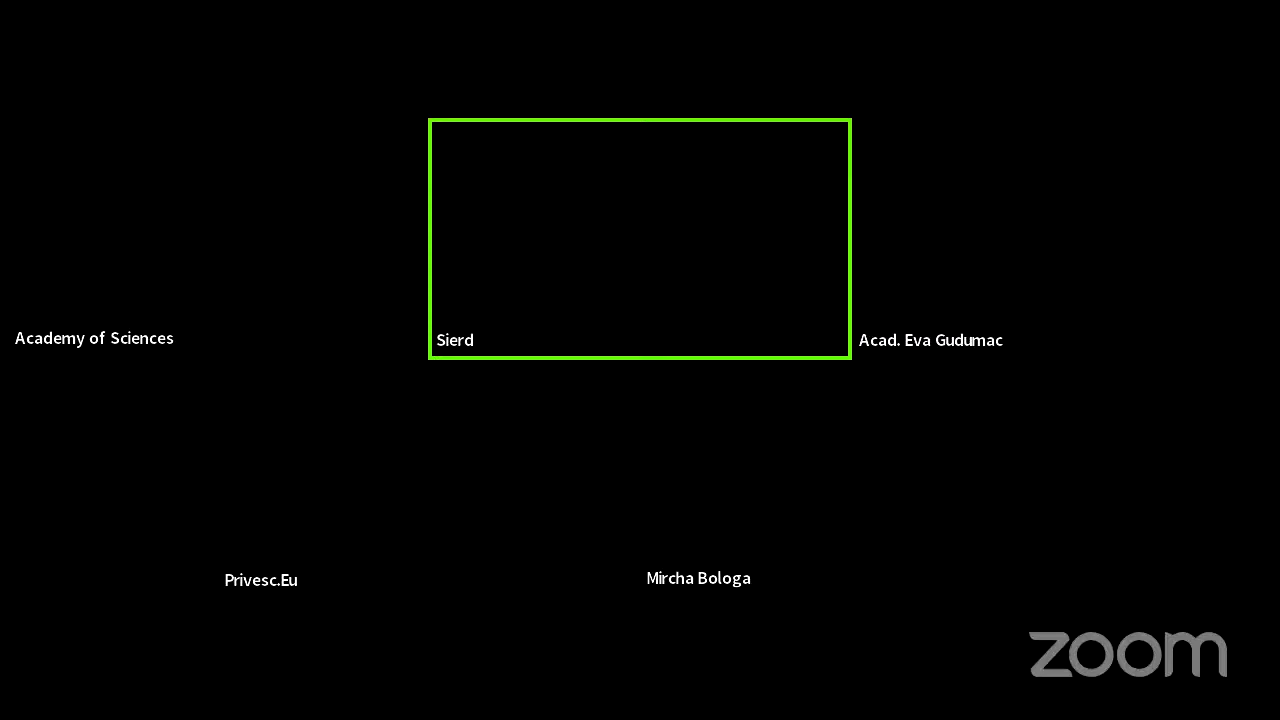 Academy of Sciences
Sierd
Acad. Eva Gudumac
Privesc.Eu
Mircha Bologa
zoom